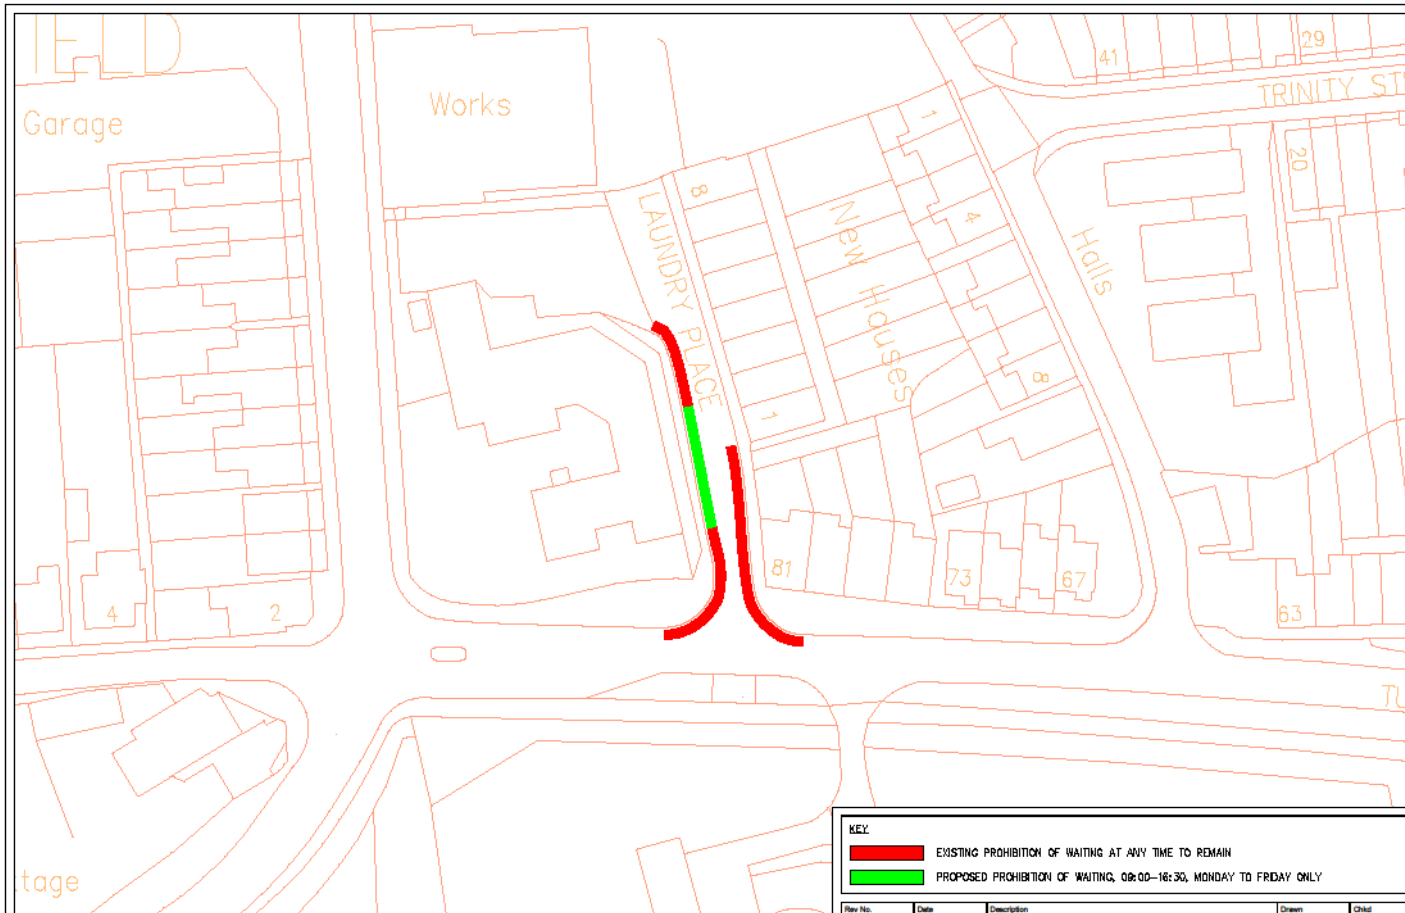 IELD
Garage
Works
41
29
TRINITY ST
1
20
8
LAUNDRY PLACE
New Houses
4
Halls
8
1
81
73
67
63
4
2
TU
tage
KEY
EXISTING PROHIBITION OF WAITING AT ANY TIME TO REMAIN
PROPOSED PROHIBITION OF WAITING, 09:00-16:30, MONDAY TO FRIDAY ONLY
Rev No. Date Description Drawn Chkd